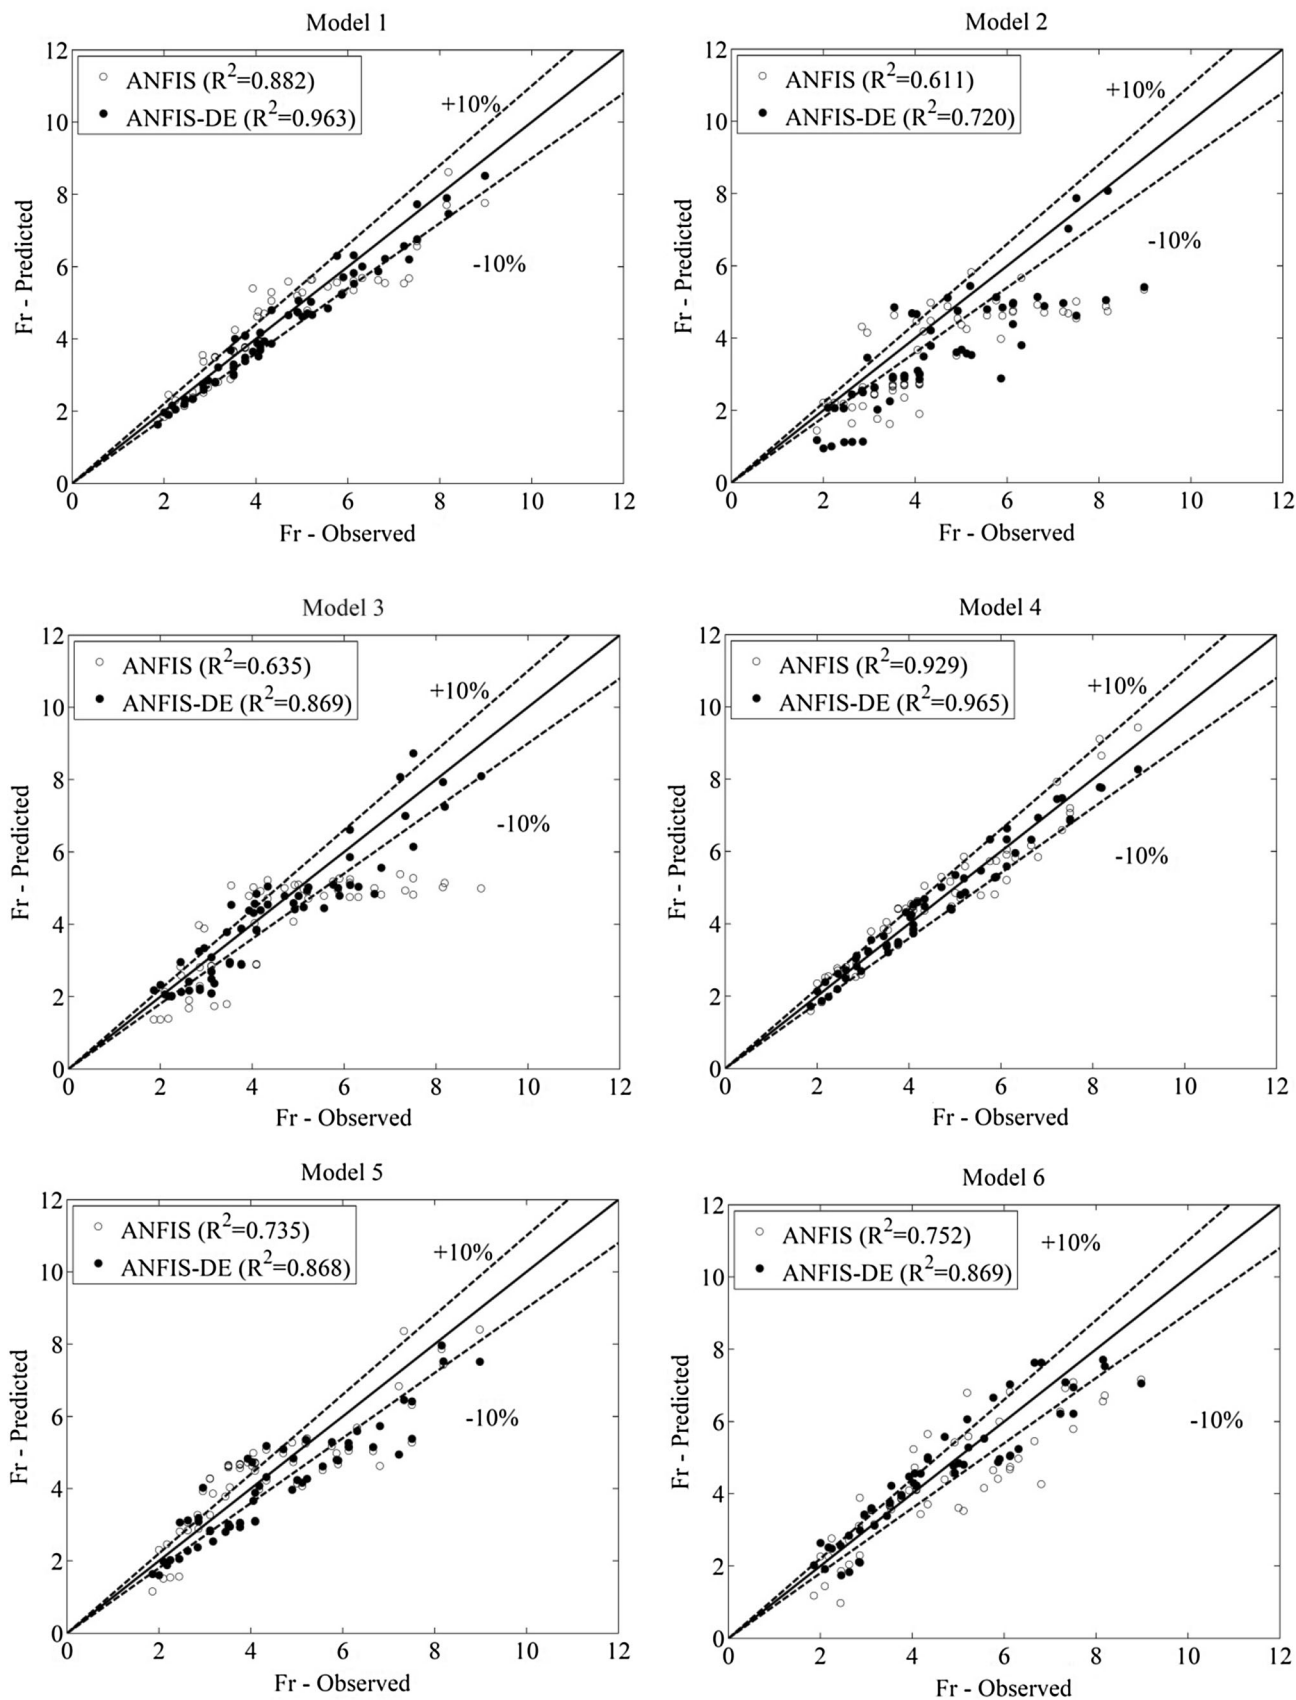 Model 1
12
10
8
6
4
2
0
ANFIS (R²=0.882)
ANFIS-DE (R²=0.963)
+10%
-10%
Fr - Predicted
0 2 4 6 8 10 12
Fr - Observed
Model 2
12
10
8
6
4
2
0
ANFIS (R²=0.611)
ANFIS-DE (R²=0.720)
+10%
-10%
Fr - Predicted
0 2 4 6 8 10 12
Fr - Observed
Model 3
12
10
8
6
4
2
0
ANFIS (R²=0.635)
ANFIS-DE (R²=0.869)
+10%
-10%
Fr - Predicted
0 2 4 6 8 10 12
Fr - Observed
Model 4
12
10
8
6
4
2
0
ANFIS (R²=0.929)
ANFIS-DE (R²=0.965)
+10%
-10%
Fr - Predicted
0 2 4 6 8 10 12
Fr - Observed
Model 5
12
10
8
6
4
2
0
ANFIS (R²=0.735)
ANFIS-DE (R²=0.868)
+10%
-10%
Fr - Predicted
0 2 4 6 8 10 12
Fr - Observed
Model 6
12
10
8
6
4
2
0
ANFIS (R²=0.752)
ANFIS-DE (R²=0.869)
+10%
-10%
Fr - Predicted
0 2 4 6 8 10 12
Fr - Observed